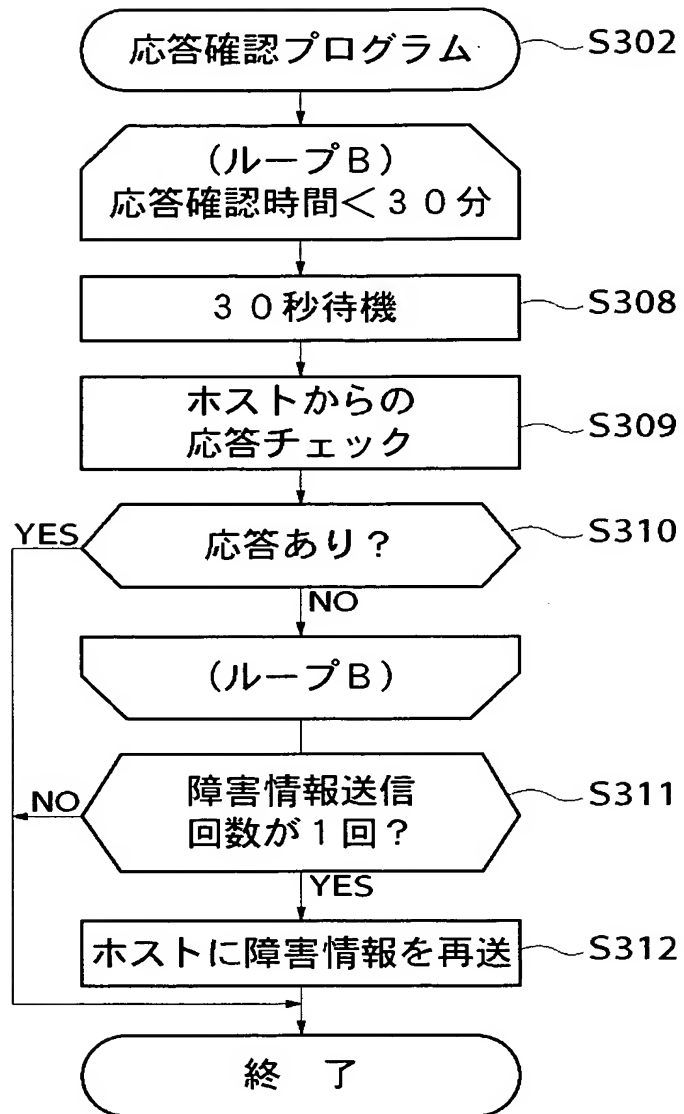 応答確認プログラム
S302
(ループB)
応答確認時間<30分
30秒待機
S308
ホストからの
応答チェック
S309
応答あり?
S310
YES
NO
(ループB)
障害情報送信
回数が1回?
S311
NO
YES
ホストに障害情報を再送
S312
終 了